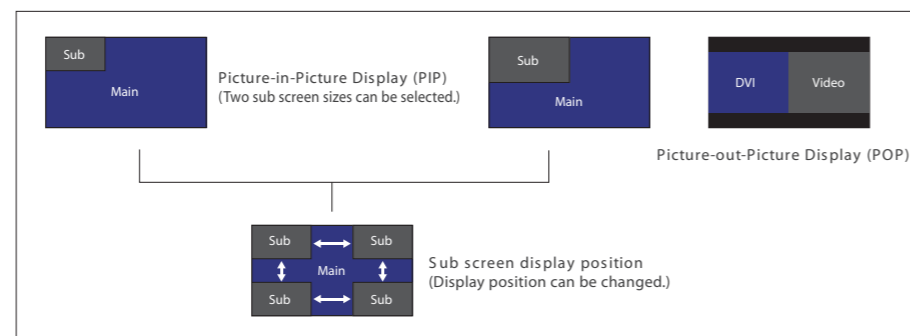 Sub
Main
Picture-in-Picture Display (PIP)
(Two sub screen sizes can be selected.)
Sub
Main
DVI
Video
Picture-out-Picture Display (POP)
Sub
Sub
Main
Sub
Sub
Sub screen display position
(Display position can be changed.)